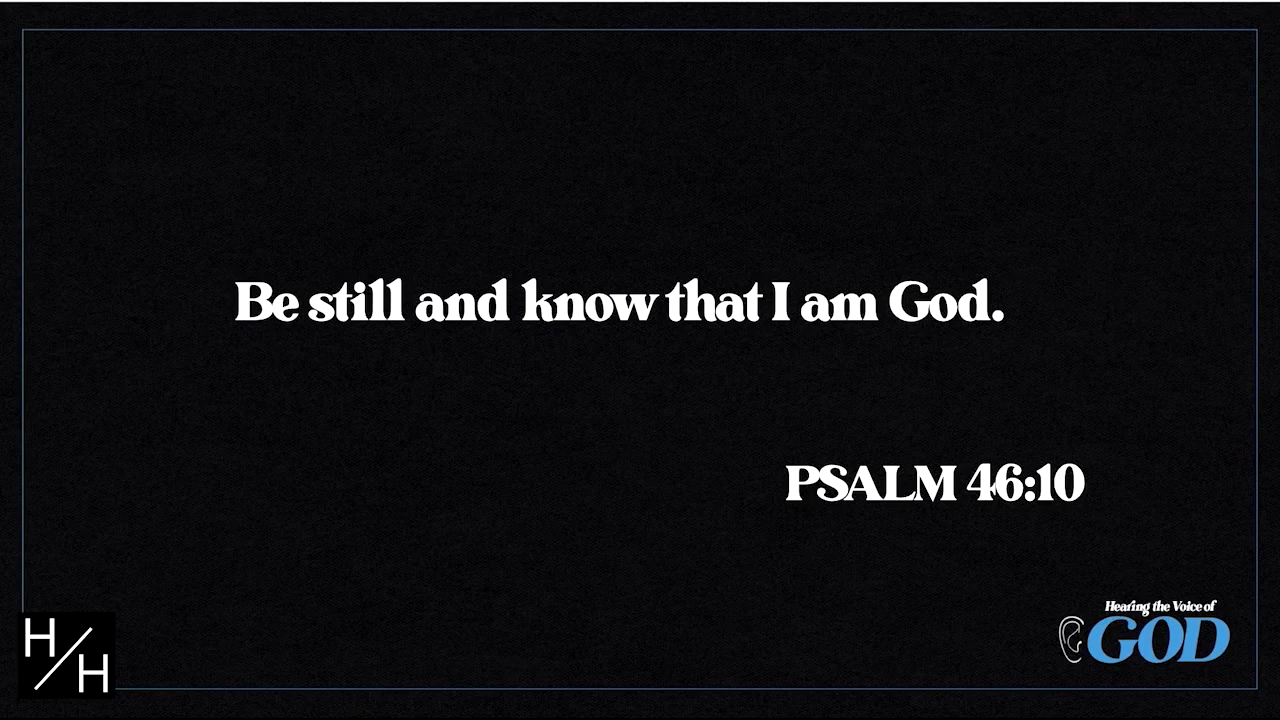 Be still and know that I am God.
PSALM 46:10
Hearing the Voice of
GOD
H/H